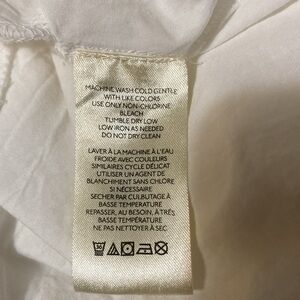 MACHINE WASH COLD GENTLE
WITH LIKE COLORS
USE ONLY NON-CHLORINE
BLEACH
TUMBLE DRY LOW
LOW IRON AS NEEDED
DO NOT DRY CLEAN
LAVER À LA MACHINE À L'EAU
FROIDE AVEC COULEURS
SIMILAIRES CYCLE DÉLICAT
UTILISER UN AGENT DE
BLANCHIMENT SANS CHLORE
SI NÉCESSAIRE
SECHER PAR CULBUTAGE À
BASSE TEMPERATURE
REPASSER, AU BESOIN, À TRÈS
BASSE TEMPÉRATURE
NE PAS NETTOYER À SEC